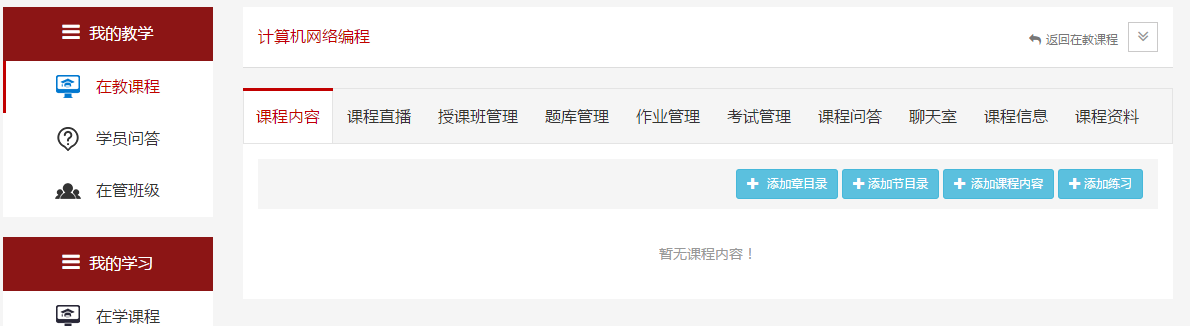 我的教学
在教课程
学员问答
在管班级
我的学习
在学课程
计算机网络编程
返回在教课程
课程内容 课程直播 授课班管理 题库管理 作业管理 考试管理 课程问答 聊天室 课程信息 课程资料
添加章目录 添加节目录 添加课程内容 添加练习
暂无课程内容！